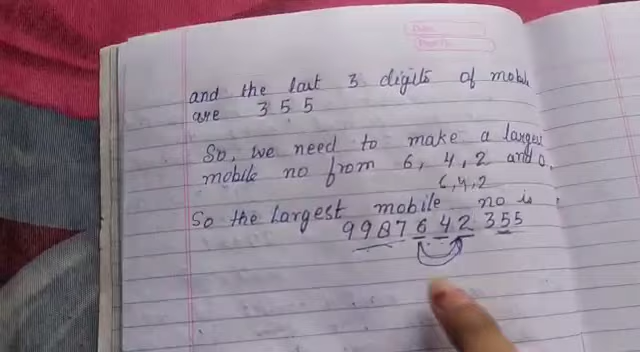 and the last 3 digits of mobile
are 3 5 5
So, we need to make a largest
mobile no from 6, 4, 2 and 0.
6,4,2
So the largest mobile no is :
9987642355